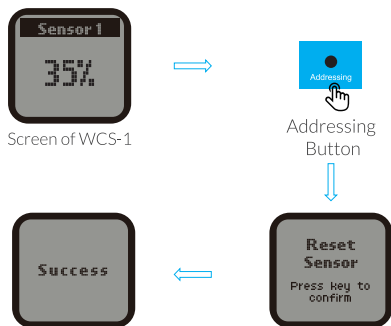 Sensor 1
35%
Screen of WCS-1
Addressing
Addressing
Button
Reset
Sensor
Press key to
confirm
Success